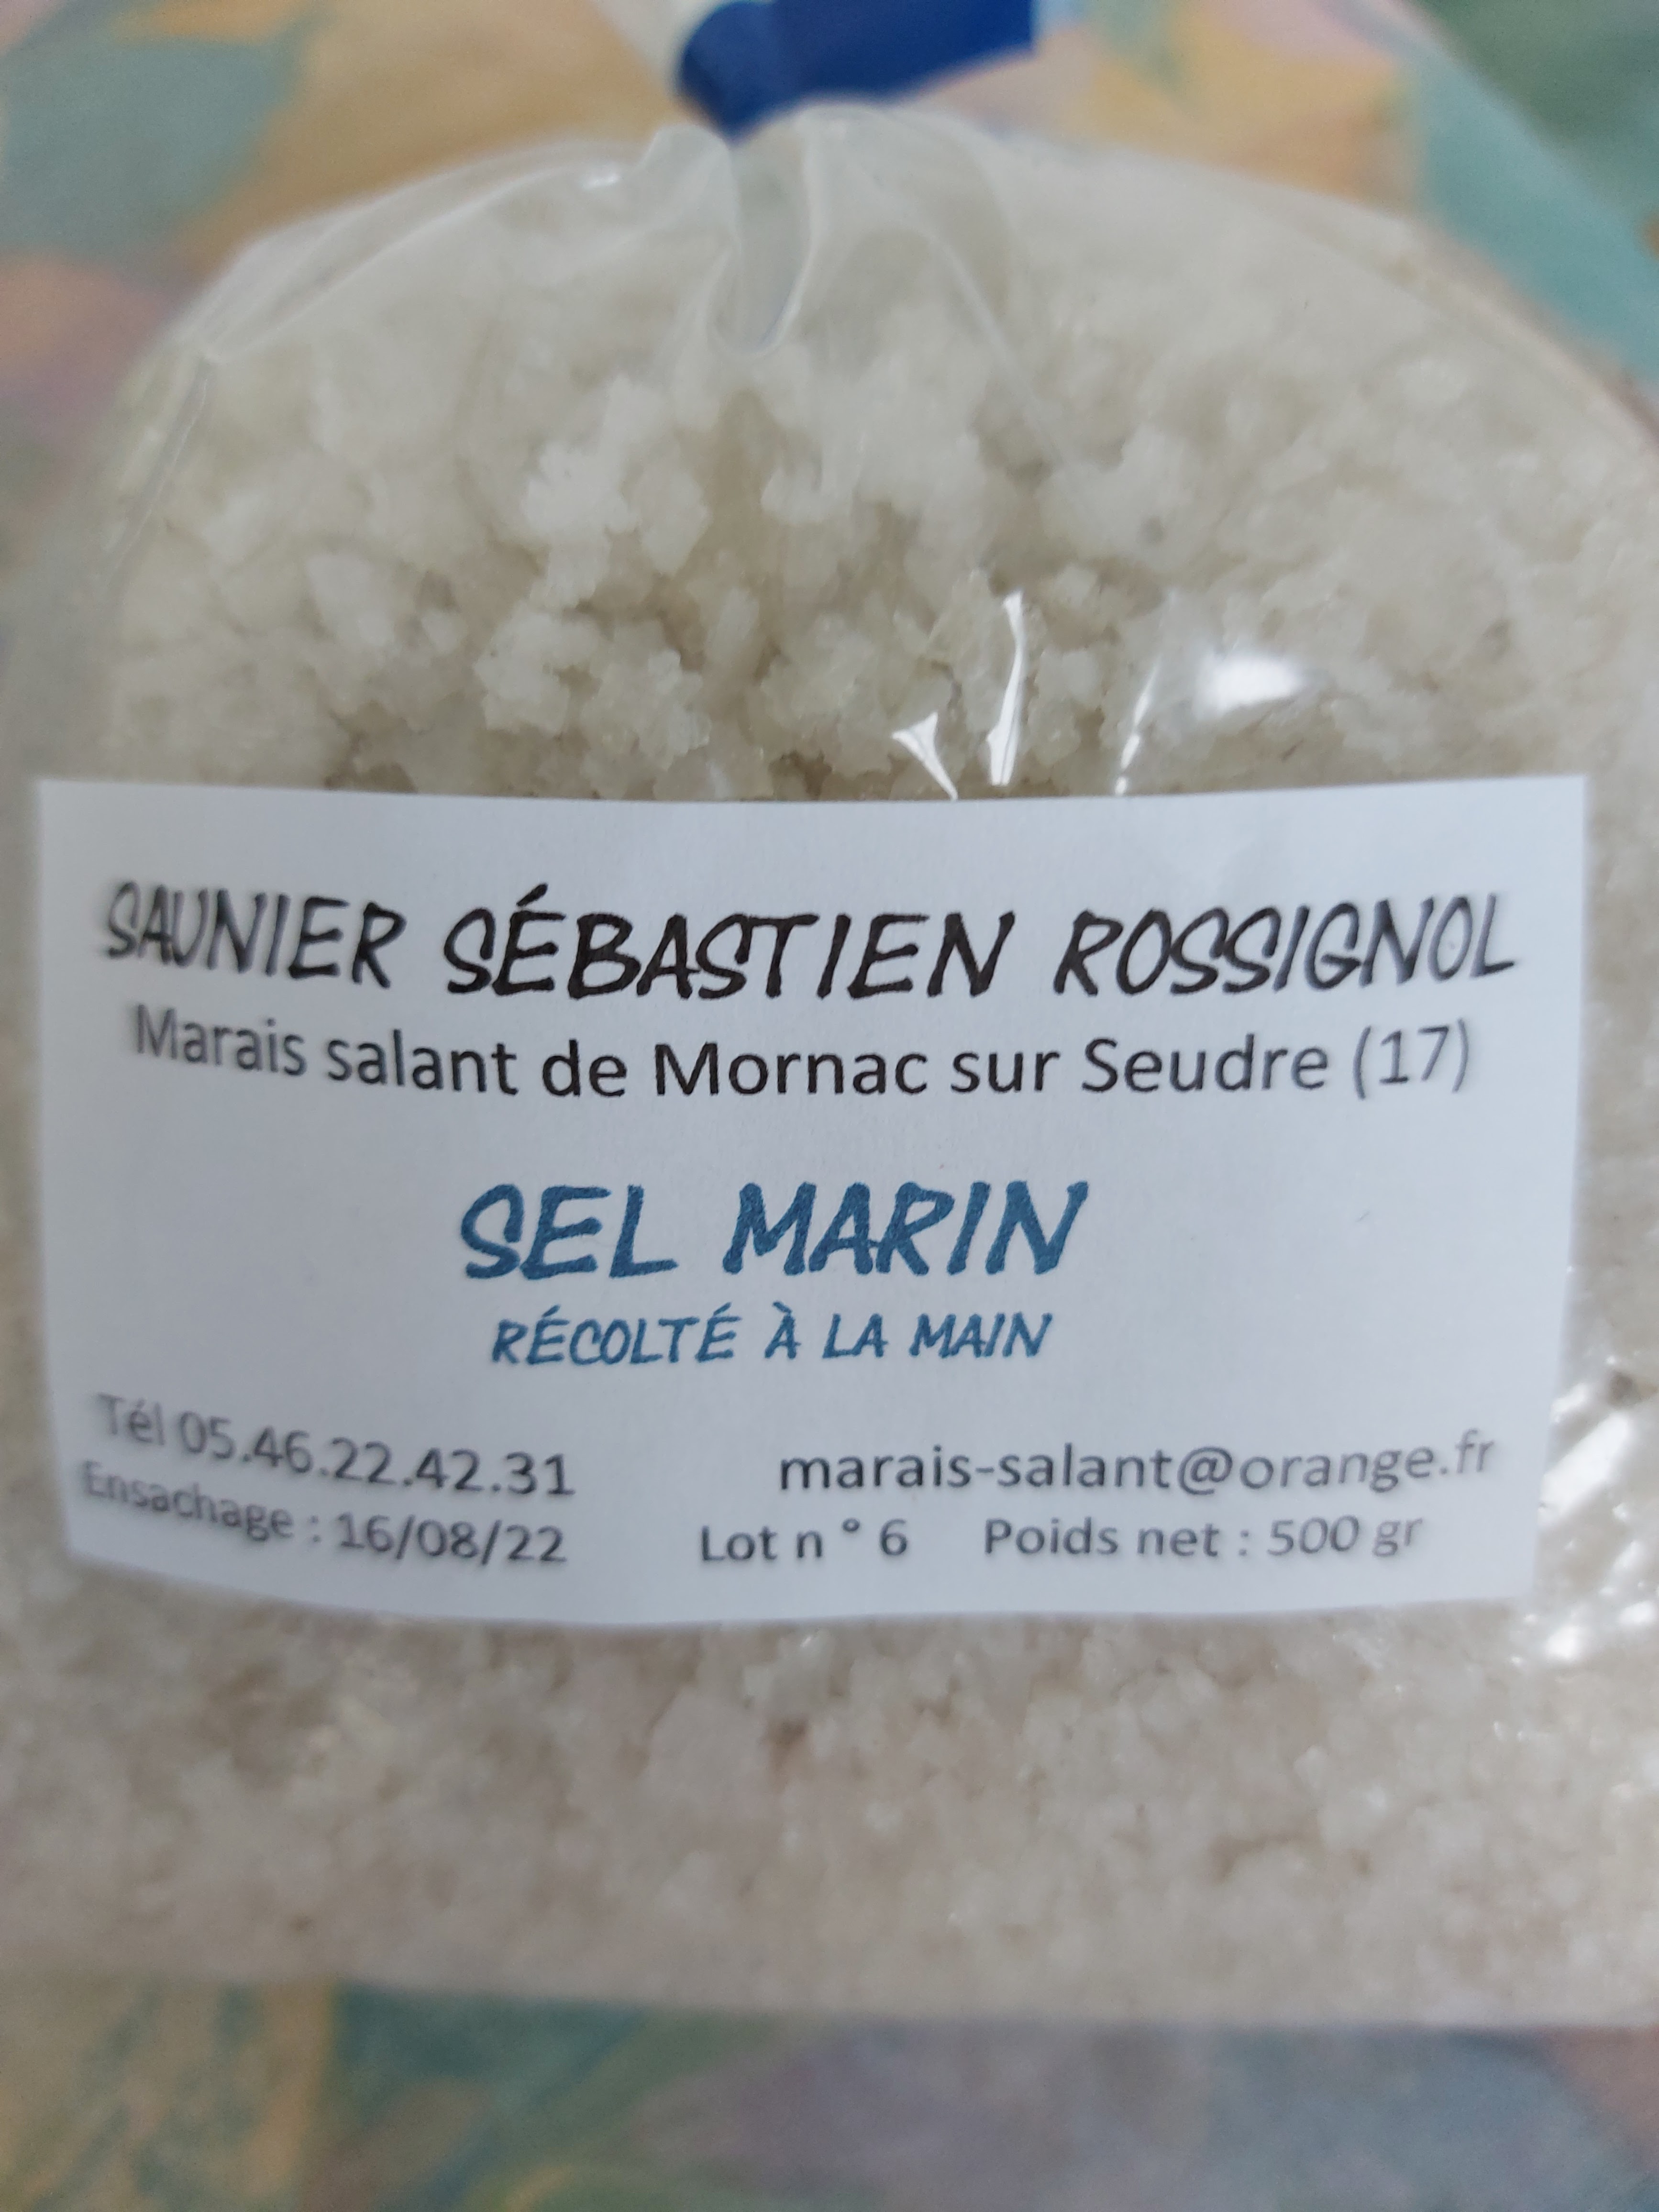 SAUNIER SÉBASTIEN ROSSIGNOL
Marais salant de Mornac sur Seudre (17)
SEL MARIN
RÉCOLTÉ À LA MAIN
Tél 05.46.22.42.31 marais-salant@orange.fr
Ensachage : 16/08/22 Lot n ° 6 Poids net : 500 gr